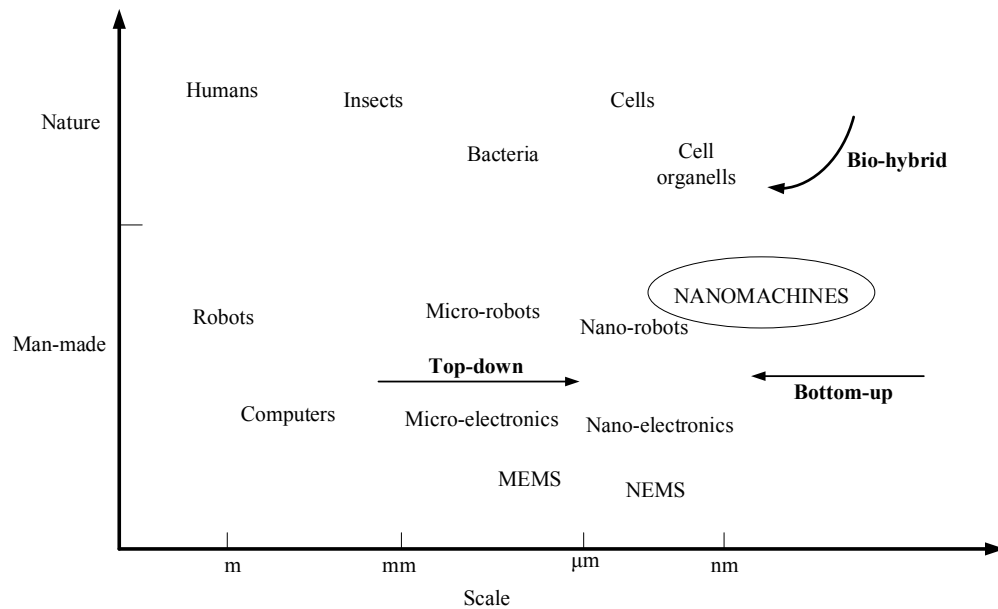 Humans
Insects
Cells
Nature
Bacteria
Cell
organells
Bio-hybrid
NANOMACHINES
Robots
Micro-robots
Nano-robots
Man-made
Top-down
Bottom-up
Computers
Micro-electronics
Nano-electronics
MEMS
NEMS
m
mm
μm
nm
Scale